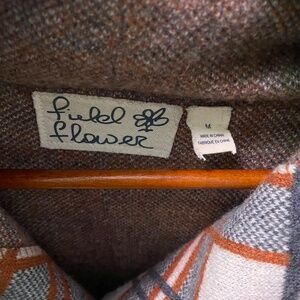 field
flower
M
MADE IN CHINA
FABRIQUÉ EN CHINE